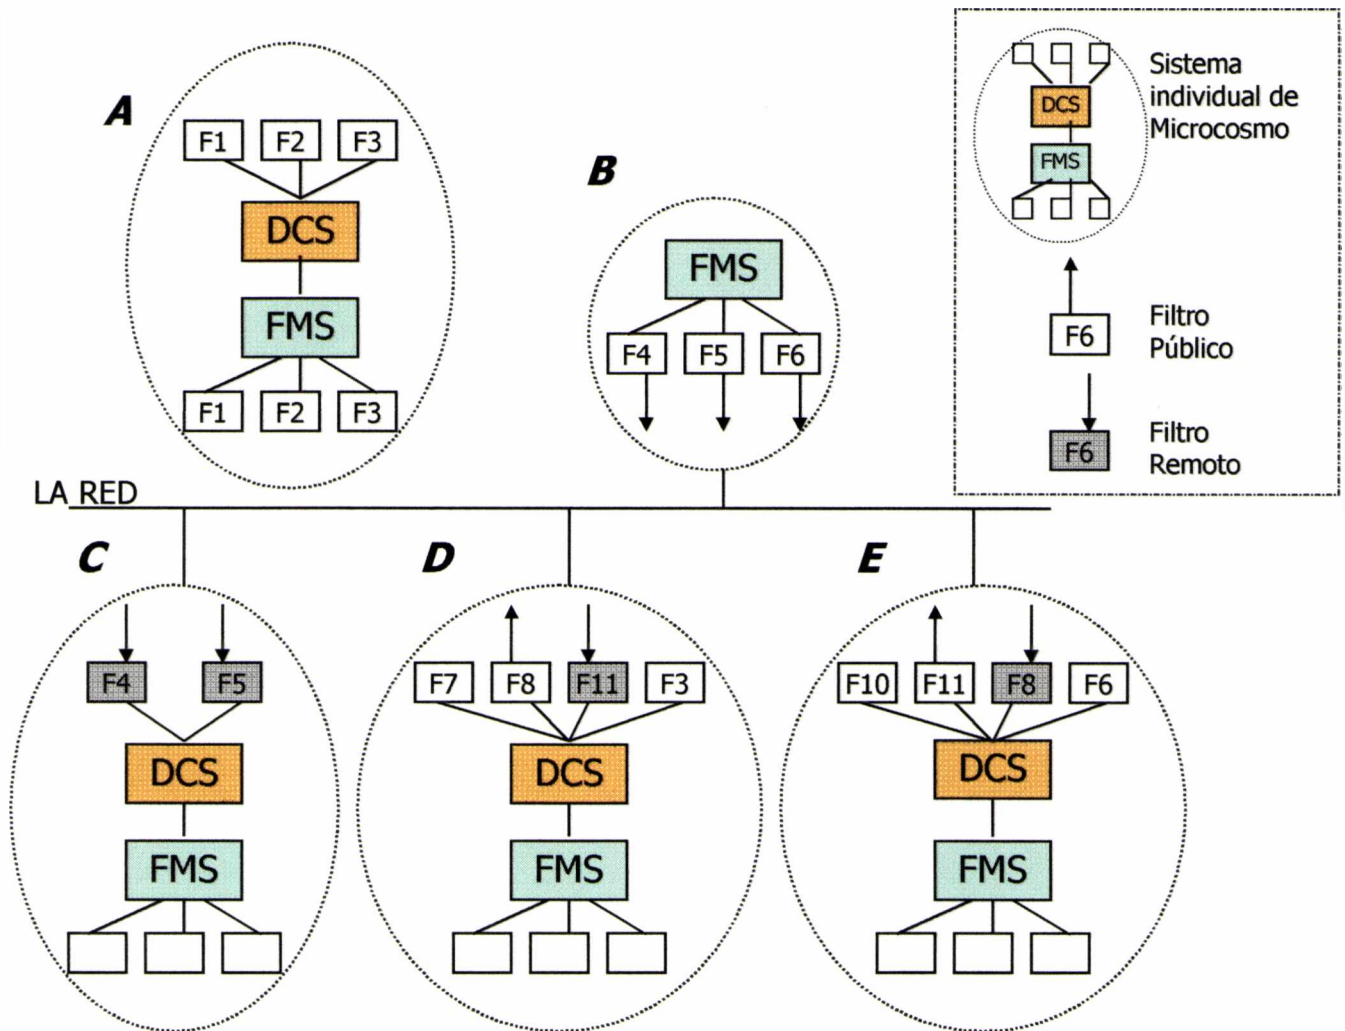 A
F1 F2 F3
DCS
FMS
F1 F2 F3
B
FMS
F4 F5 F6
DCS
FMS
Sistema
individual de
Microcosmo
F6
Filtro
Público
F6
Filtro
Remoto
LA RED
C
F4 F5
DCS
FMS
D
F7 F8 F11 F3
DCS
FMS
E
F10 F11 F8 F6
DCS
FMS